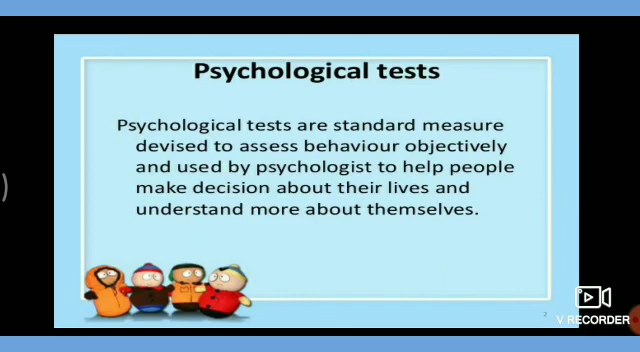 Psychological tests
Psychological tests are standard measure
devised to assess behaviour objectively
and used by psychologist to help people
make decision about their lives and
understand more about themselves.
2
V RECORDER